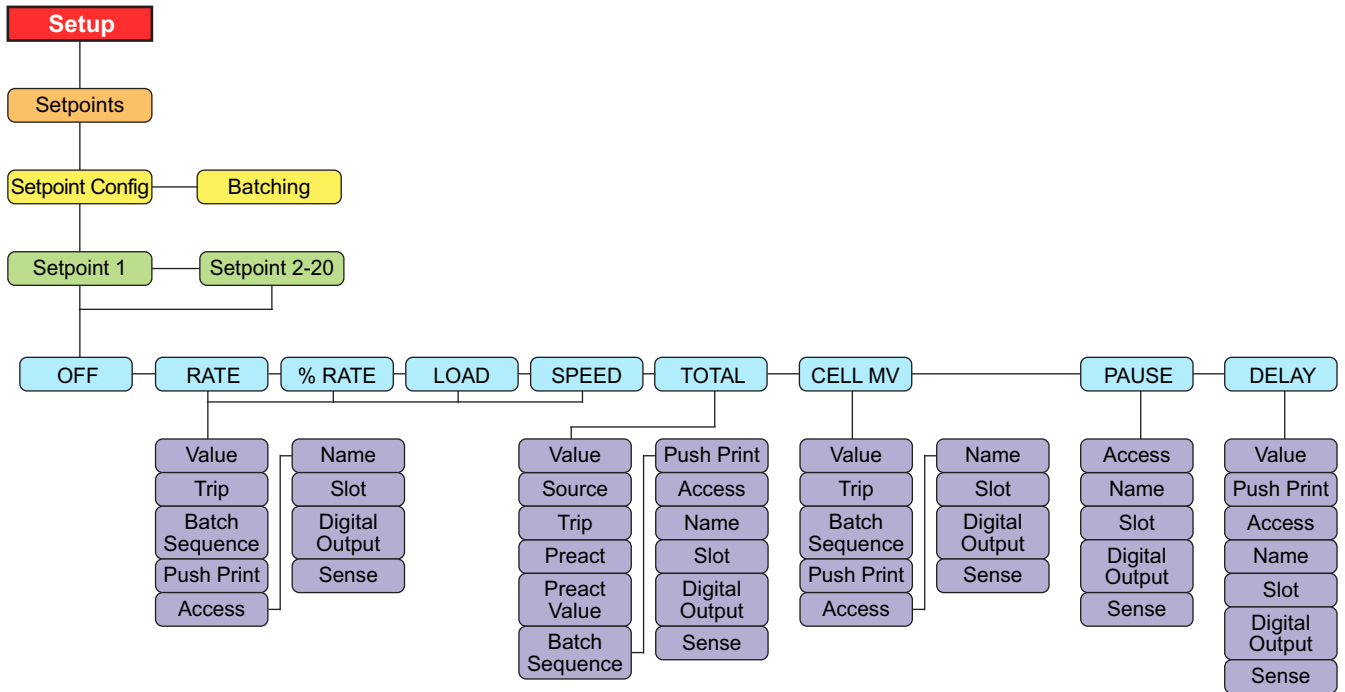 Setup
Setpoints
Setpoint Config
Batching
Setpoint 1
Setpoint 2-20
OFF
RATE
% RATE
LOAD
SPEED
TOTAL
CELL MV
PAUSE
DELAY
Value
Trip
Batch
Sequence
Push Print
Access
Name
Slot
Digital
Output
Sense
Value
Source
Trip
Preact
Preact
Value
Batch
Sequence
Push Print
Access
Name
Slot
Digital
Output
Sense
Value
Trip
Batch
Sequence
Push Print
Access
Name
Slot
Digital
Output
Sense
Access
Name
Slot
Digital
Output
Sense
Value
Push Print
Access
Name
Slot
Digital
Output
Sense